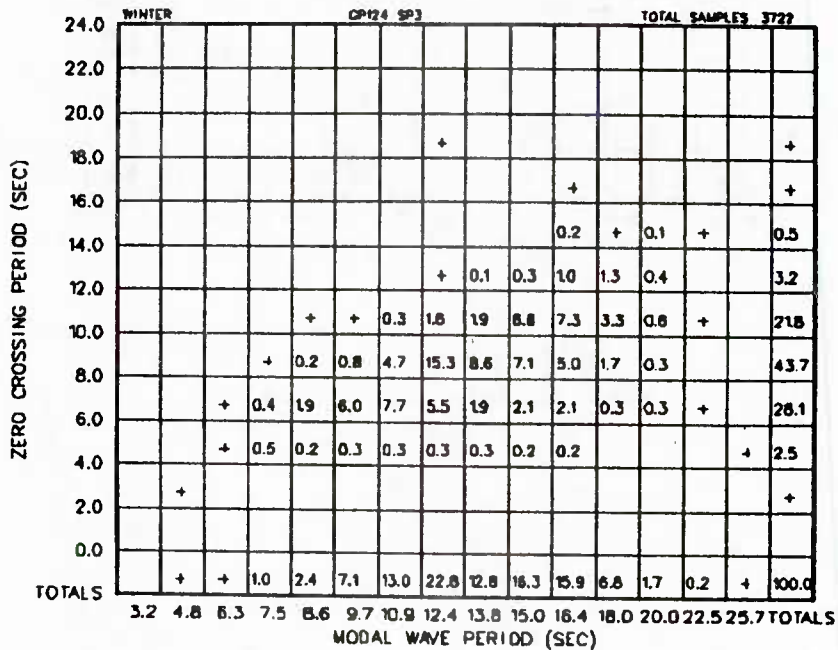 WINTER CP124 SP3 TOTAL SAMPLES
24.0
22.0
20.0
+ +
18.0
+ +
16.0
0.2 + 0.1 + 0.5
14.0
+ 0.1 0.3 1.0 1.3 0.4 3.2
12.0
+ + 0.3 1.6 1.9 6.8 7.3 3.3 0.6 + 21.8
10.0
+ 0.2 0.8 4.7 15.3 8.6 7.1 5.0 1.7 0.3 43.7
8.0
+ 0.4 1.9 6.0 7.7 5.5 1.9 2.1 2.1 0.3 0.3 + 28.1
6.0
+ 0.5 0.2 0.3 0.3 0.3 0.3 0.2 0.2 + 2.5
4.0
+ +
2.0
0.0
TOTALS + + 1.0 2.4 7.1 13.0 22.8 12.8 16.3 15.9 6.6 1.7 0.2 + 100.0
3.2 4.8 6.3 7.5 8.6 9.7 10.9 12.4 13.8 15.0 16.4 18.0 20.0 22.5 25.7 TOTALS
MODAL WAVE PERIOD (SEC)
ZERO CROSSING PERIOD (SEC)